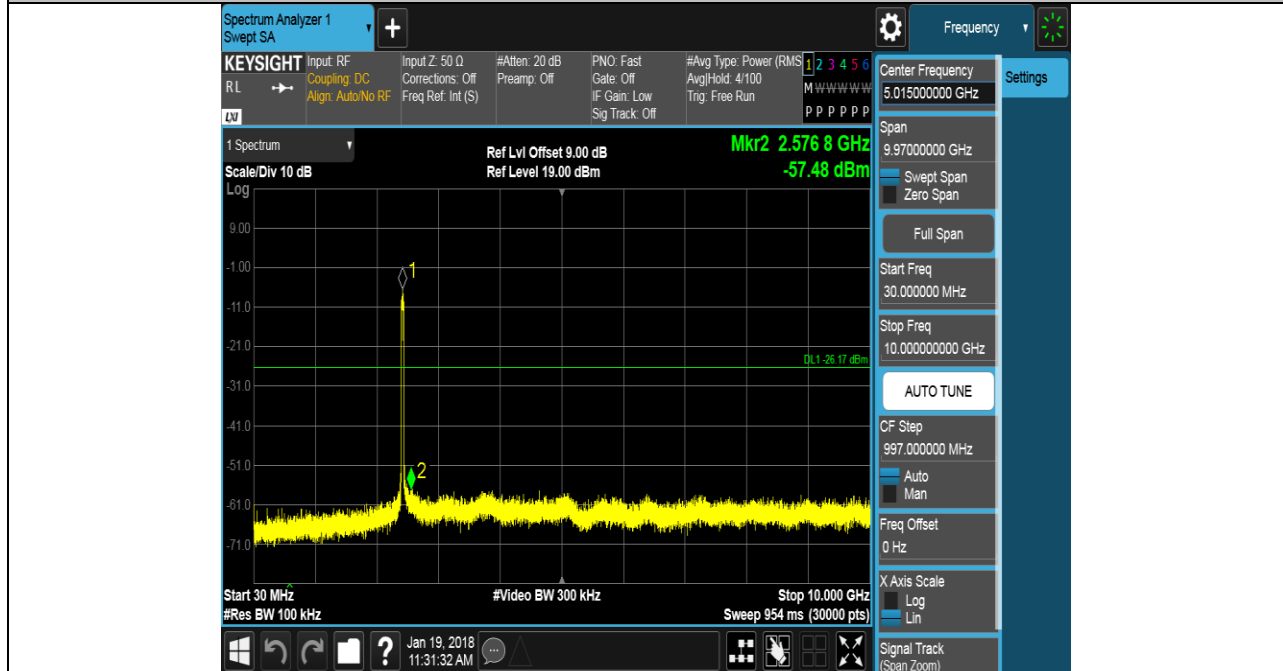 Spectrum Analyzer 1
Swept SA
+
Frequency
KEYSIGHT
RL
LXI
Input: RF
Coupling: DC
Align: Auto/No RF
Input Z: 50 Ω
Corrections: Off
Freq Ref: Int (S)
#Atten: 20 dB
Preamp: Off
PNO: Fast
Gate: Off
IF Gain: Low
Sig Track: Off
#Avg Type: Power (RMS
Avg|Hold: 4/100
Trig: Free Run
1 2 3 4 5 6
M W W W W W
P P P P P P
1 Spectrum
Scale/Div 10 dB
Log
Ref Lvl Offset 9.00 dB
Ref Level 19.00 dBm
Mkr2 2.576 8 GHz
-57.48 dBm
9.00
-1.00
1
-11.0
-21.0
DL1 -26.17 dBm
-31.0
-41.0
-51.0
2
-61.0
-71.0
Start 30 MHz
#Res BW 100 kHz
#Video BW 300 kHz
Stop 10.000 GHz
Sweep 954 ms (30000 pts)
?
Jan 19, 2018
11:31:32 AM
Center Frequency
5.015000000 GHz
Settings
Span
9.97000000 GHz
Swept Span
Zero Span
Full Span
Start Freq
30.000000 MHz
Stop Freq
10.000000000 GHz
AUTO TUNE
CF Step
997.000000 MHz
Auto
Man
Freq Offset
0 Hz
X Axis Scale
Log
Lin
Signal Track
(Span Zoom)